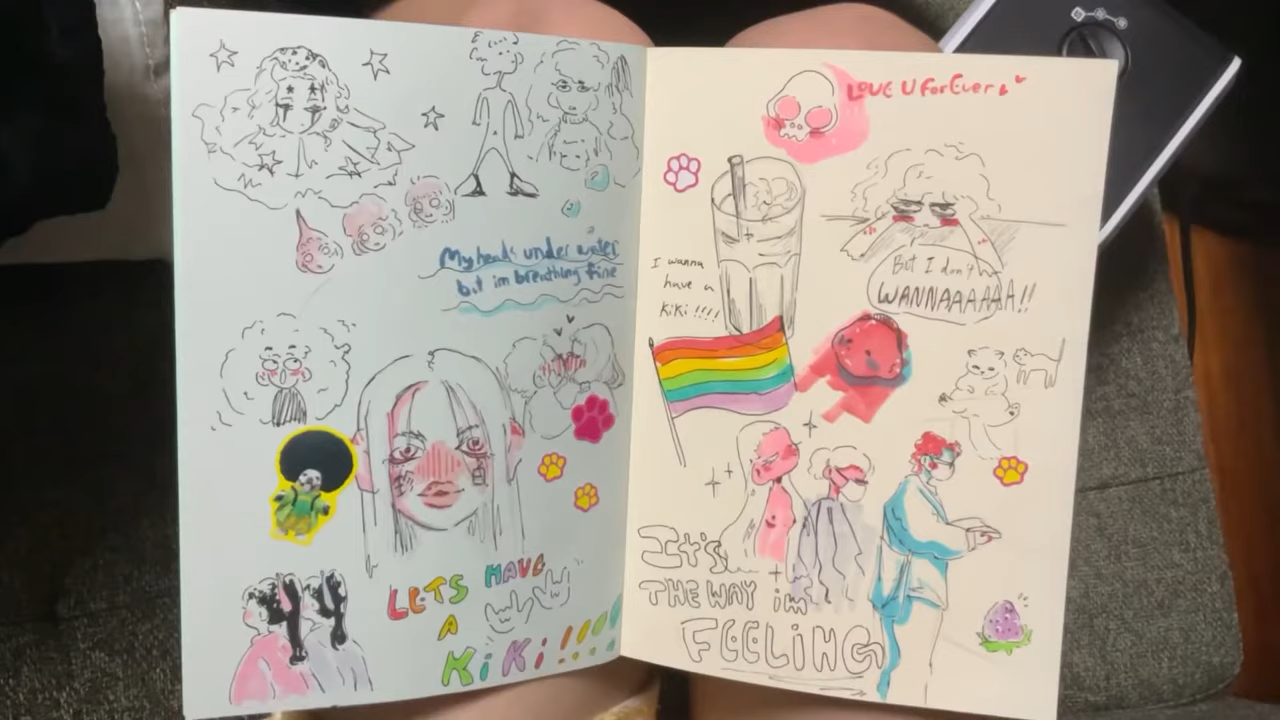 My heads under water
but im breathing fine
LETS HAVE
A
KiKi!!!!!
LOVE U ForEver
I wanna
have a
KiKi!!!!
But I don't
WANNAAAAAA!!
It's
THE WAY im
FEELING